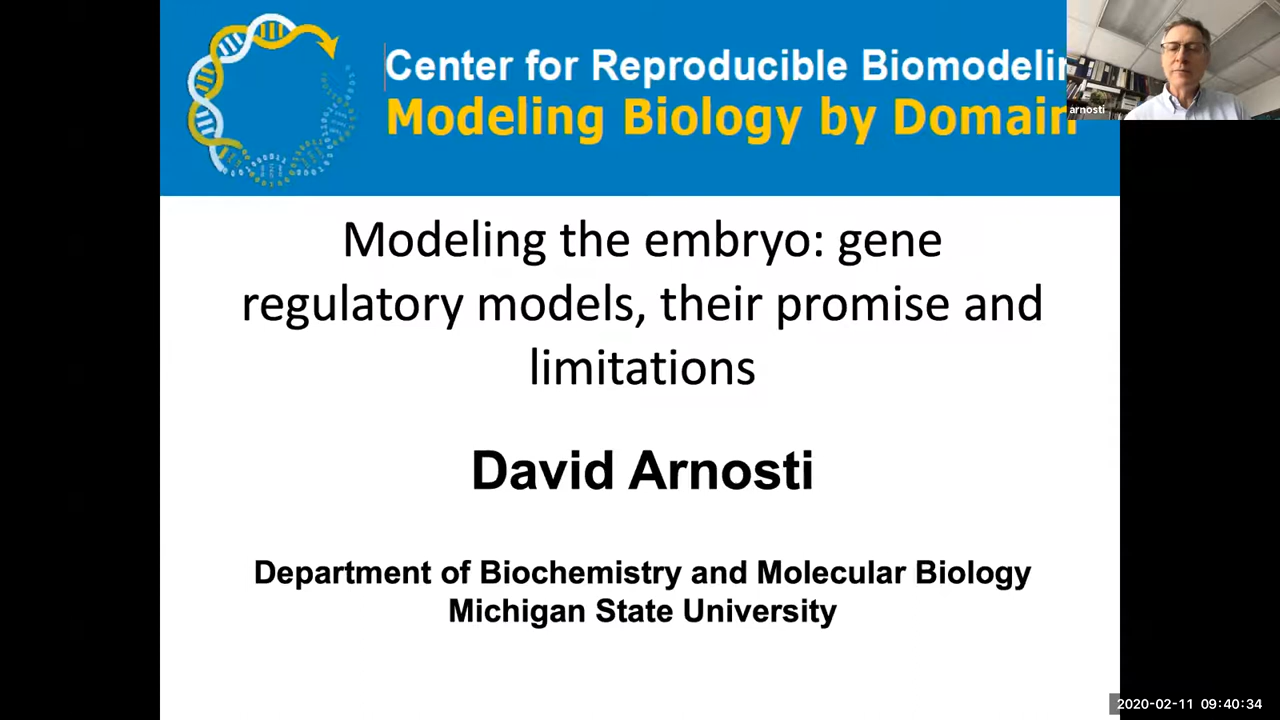 Center for Reproducible Biomodelin
arnosti
Modeling Biology by Domain
Modeling the embryo: gene
regulatory models, their promise and
limitations
David Arnosti
Department of Biochemistry and Molecular Biology
Michigan State University
2020-02-11 09:40:34